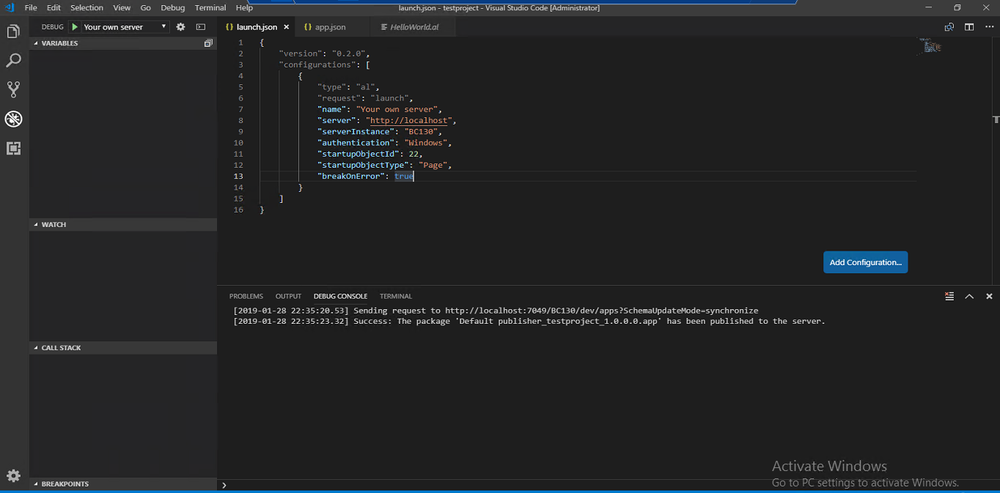 File Edit Selection View Go Debug Terminal Help launch.json - testproject - Visual Studio Code [Administrator]
DEBUG Your own server
{} launch.json × {} app.json HelloWorld.al
VARIABLES
WATCH
CALL STACK
BREAKPOINTS
1 {
2 "version": "0.2.0",
3 "configurations": [
4 {
5 "type": "al",
6 "request": "launch",
7 "name": "Your own server",
8 "server": "http://localhost",
9 "serverInstance": "BC130",
10 "authentication": "Windows",
11 "startupObjectId": 22,
12 "startupObjectType": "Page",
13 "breakOnError": true
14 }
15 ]
16 }
Add Configuration...
PROBLEMS OUTPUT DEBUG CONSOLE TERMINAL
[2019-01-28 22:35:20.53] Sending request to http://localhost:7049/BC130/dev/apps?SchemaUpdateMode=synchronize
[2019-01-28 22:35:23.32] Success: The package 'Default publisher_testproject_1.0.0.0.app' has been published to the server.
Activate Windows
Go to PC settings to activate Windows.